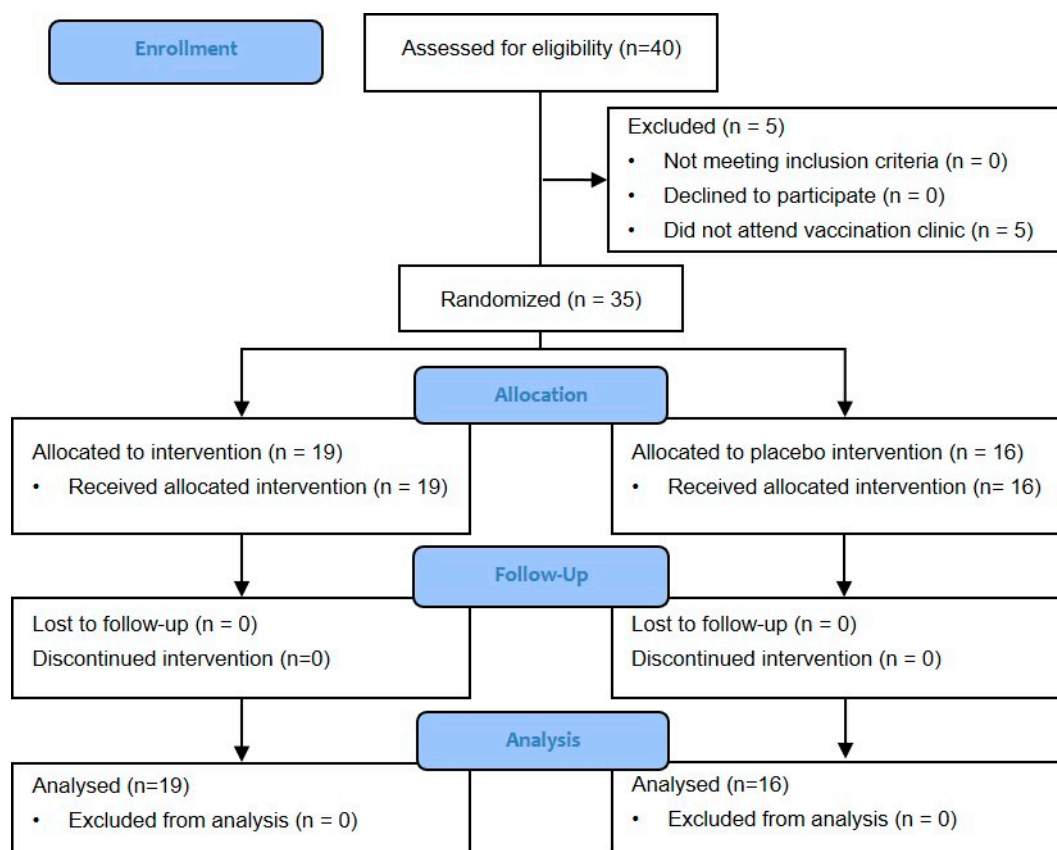 Enrollment
Assessed for eligibility (n=40)
Excluded (n = 5)
• Not meeting inclusion criteria (n = 0)
• Declined to participate (n = 0)
• Did not attend vaccination clinic (n = 5)
Randomized (n = 35)
Allocation
Allocated to intervention (n = 19)
• Received allocated intervention (n = 19)
Allocated to placebo intervention (n = 16)
• Received allocated intervention (n= 16)
Follow-Up
Lost to follow-up (n = 0)
Discontinued intervention (n=0)
Lost to follow-up (n = 0)
Discontinued intervention (n = 0)
Analysis
Analysed (n=19)
• Excluded from analysis (n = 0)
Analysed (n=16)
• Excluded from analysis (n = 0)